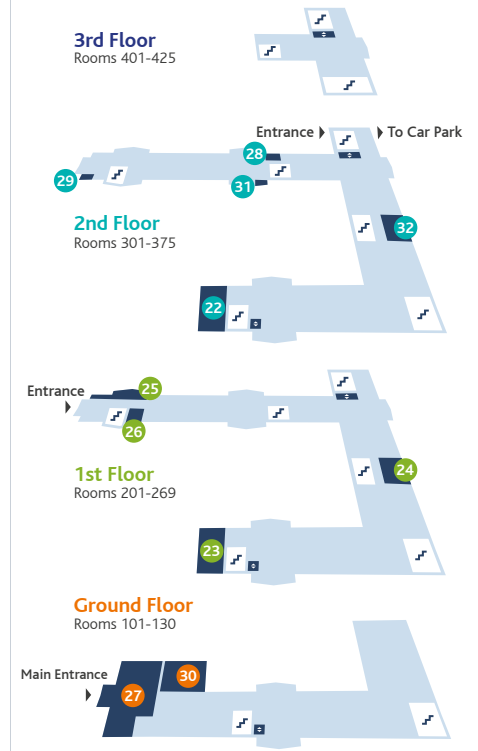 3rd Floor
Rooms 401-425
Entrance
To Car Park
28
29
31
2nd Floor
Rooms 301-375
32
22
25
Entrance
26
1st Floor
Rooms 201-269
24
23
Ground Floor
Rooms 101-130
Main Entrance
30
27